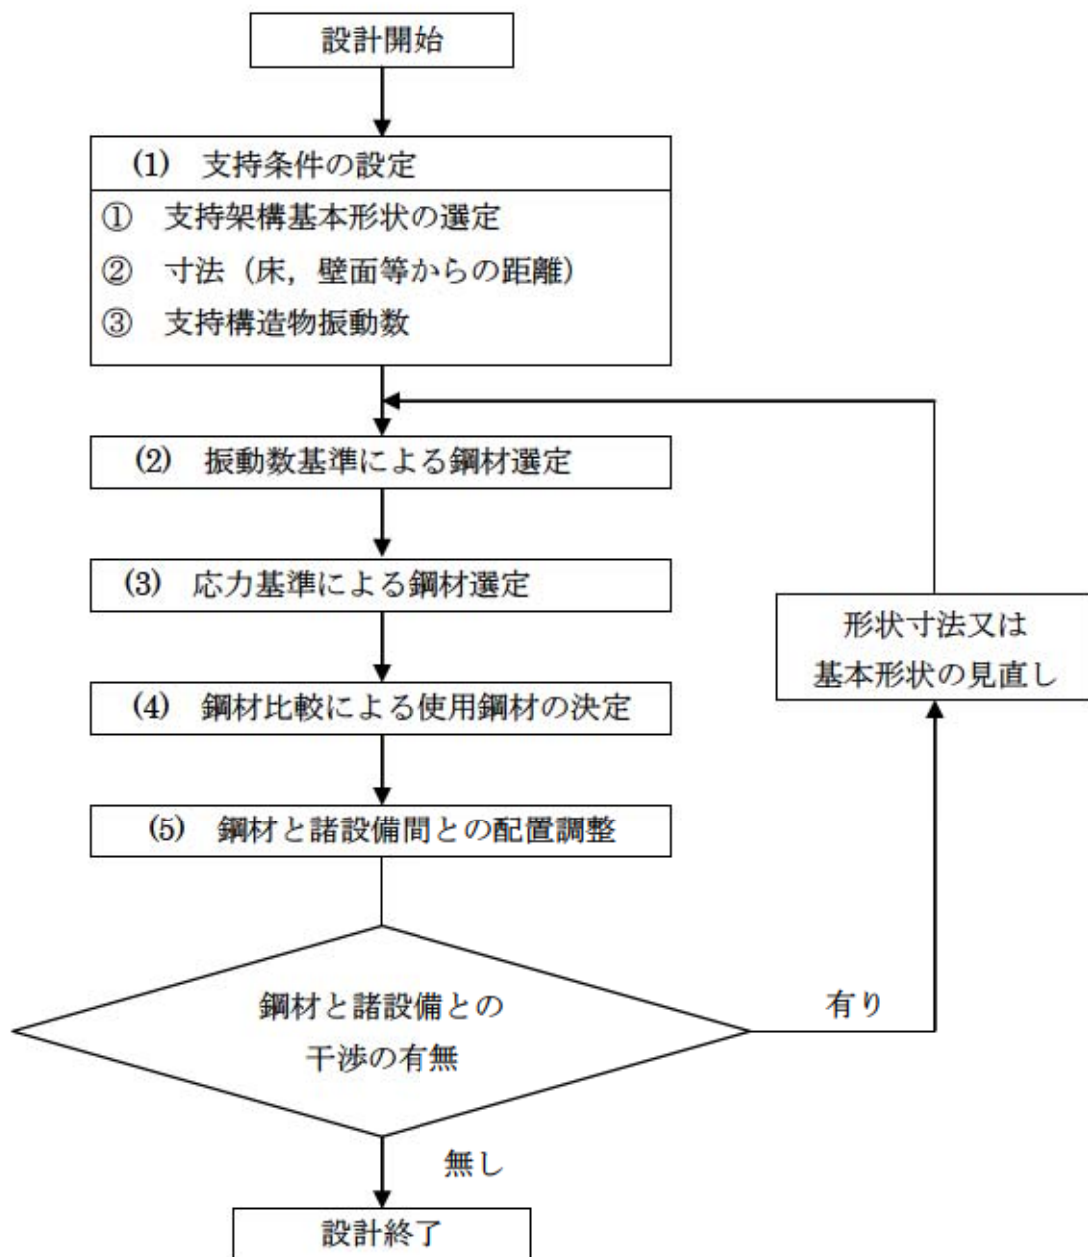 設計開始
(1) 支持条件の設定
① 支持架構基本形状の選定
② 寸法（床，壁面等からの距離）
③ 支持構造物振動数
(2) 振動数基準による鋼材選定
(3) 応力基準による鋼材選定
形状寸法又は
基本形状の見直し
(4) 鋼材比較による使用鋼材の決定
(5) 鋼材と諸設備間との配置調整
鋼材と諸設備との
干渉の有無
有り
無し
設計終了